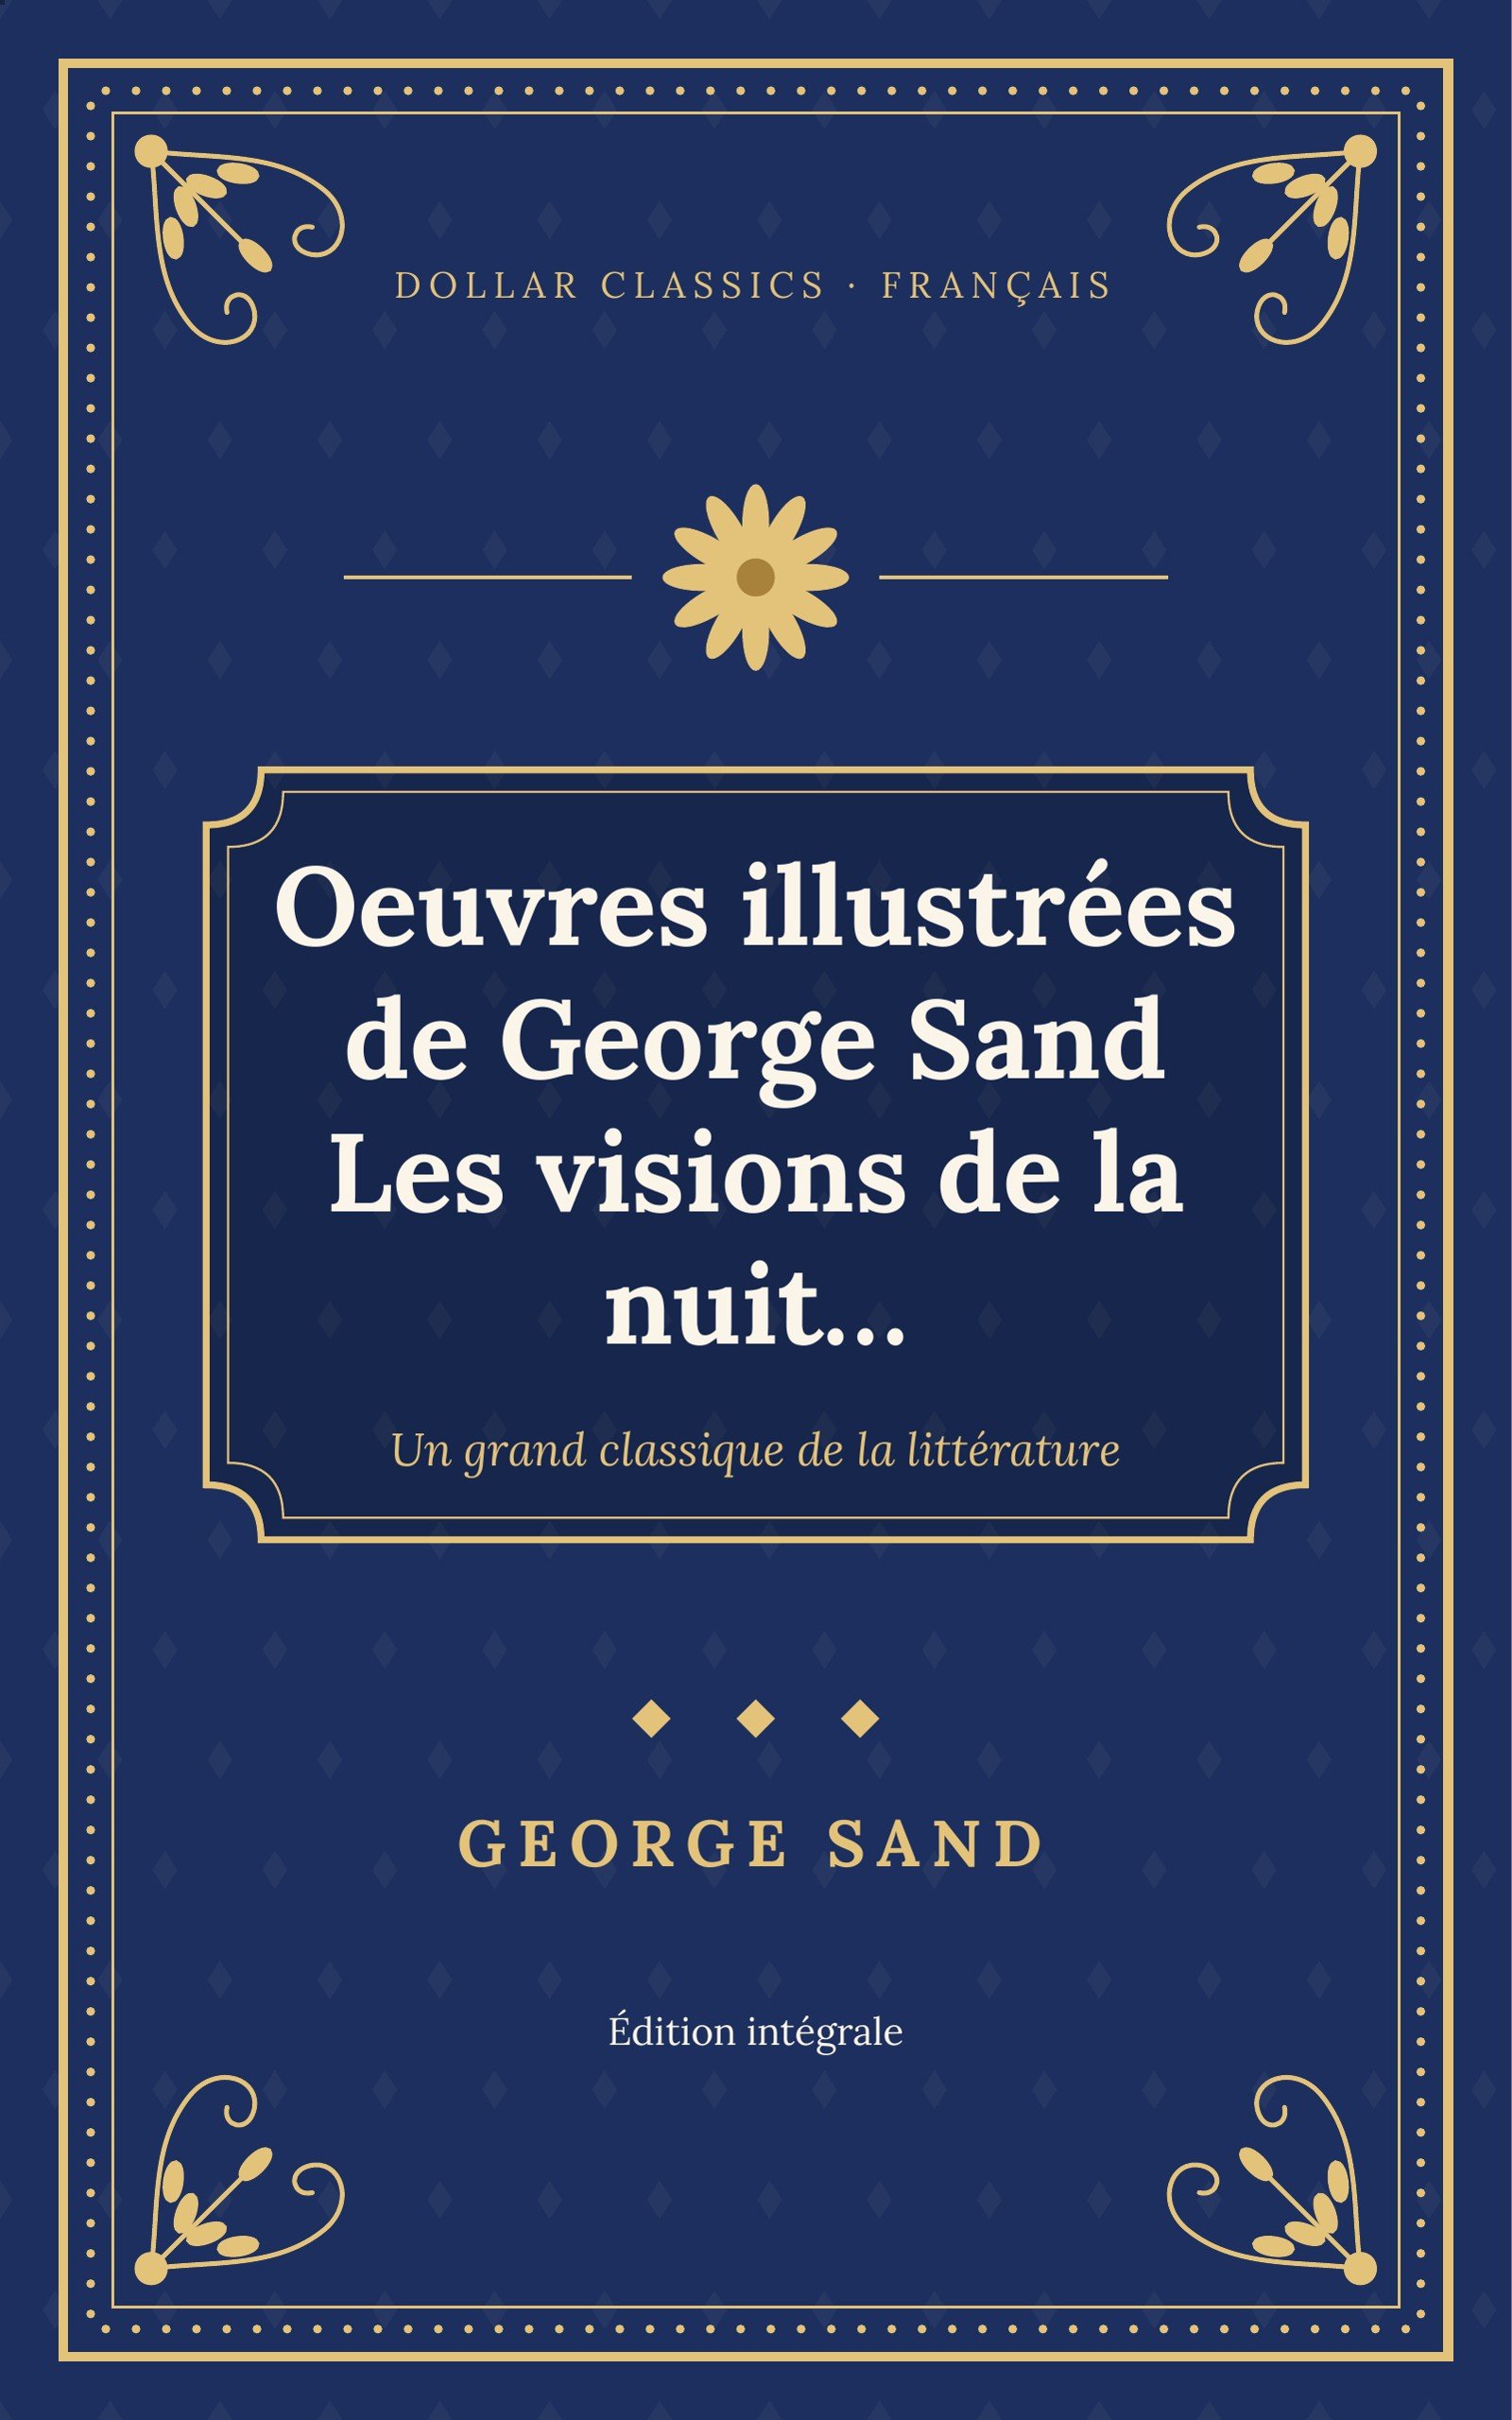 DOLLAR CLASSICS · FRANÇAIS
Oeuvres illustrées
de George Sand
Les visions de la
nuit...
Un grand classique de la littérature
GEORGE SAND
Édition intégrale